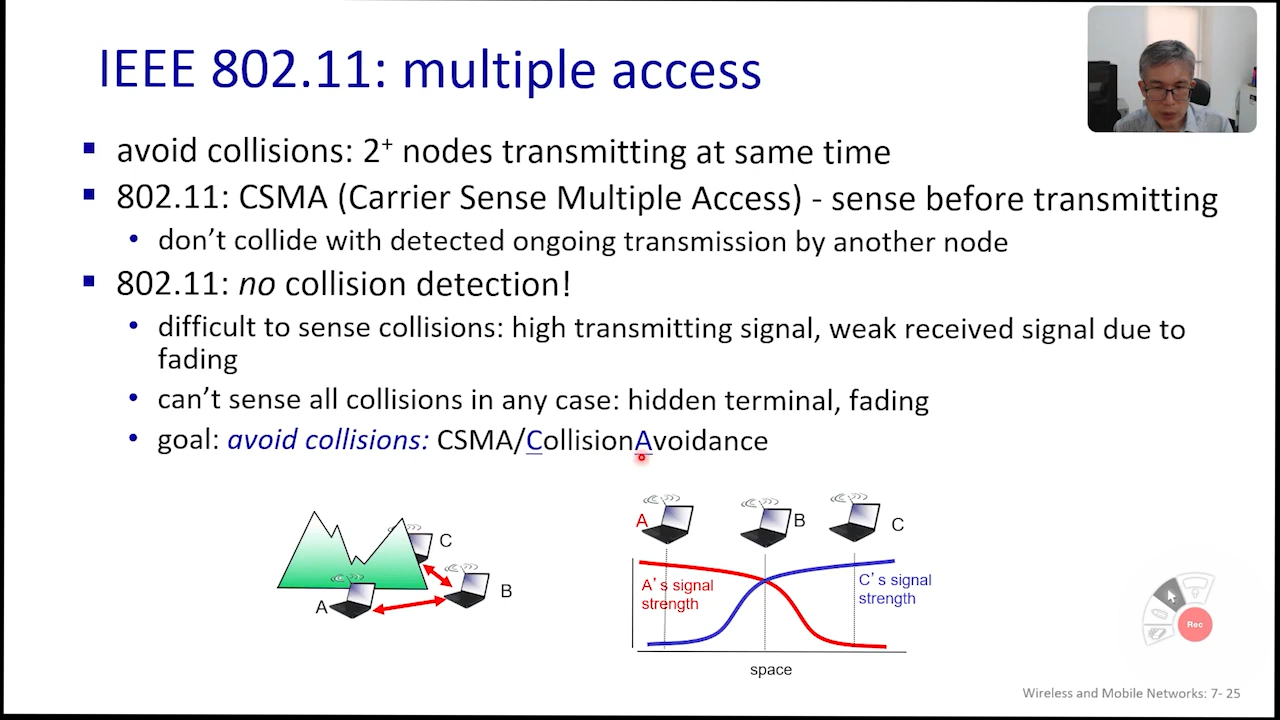 IEEE 802.11: multiple access
avoid collisions: 2+ nodes transmitting at same time
802.11: CSMA (Carrier Sense Multiple Access) - sense before transmitting
don't collide with detected ongoing transmission by another node
802.11: no collision detection!
difficult to sense collisions: high transmitting signal, weak received signal due to
fading
can't sense all collisions in any case: hidden terminal, fading
goal: avoid collisions: CSMA/CollisionAvoidance
A
B
C
A
B
C
A's signal
strength
C's signal
strength
space
Rec
Wireless and Mobile Networks: 7- 25